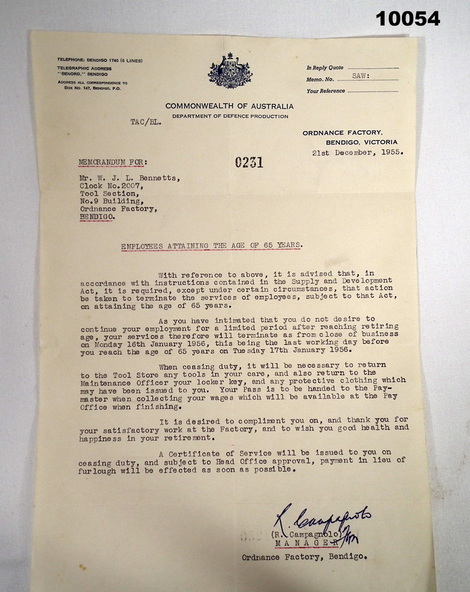 10054
TELEPHONE: BENDIGO 1740 (5 LINES)
TELEGRAPHIC ADDRESS
"BENORD," BENDIGO
ADDRESS ALL CORRESPONDENCE TO
BOX NO. 147, BENDIGO, P.O.
In Reply Quote
Memo. No. SAW:
Your Reference
COMMONWEALTH OF AUSTRALIA
DEPARTMENT OF DEFENCE PRODUCTION
TAC/EL.
ORDNANCE FACTORY,
BENDIGO, VICTORIA
21st December, 1955.
MEMORANDUM FOR:
0231
Mr. W. J. L. Bennetts,
Clock No.2007,
Tool Section,
No.9 Building,
Ordnance Factory,
BENDIGO.
EMPLOYEES ATTAINING THE AGE OF 65 YEARS.
With reference to above, it is advised that, in
accordance with instructions contained in the Supply and Development
Act, it is required, except under certain circumstances, that action
be taken to terminate the services of employees, subject to that Act,
on attaining the age of 65 years.
As you have intimated that you do not desire to
continue your employment for a limited period after reaching retiring
age, your services therefore will terminate as from close of business
on Monday 16th January 1956, this being the last working day before
you reach the age of 65 years on Tuesday 17th January 1956.
When ceasing duty, it will be necessary to return
to the Tool Store any tools in your care, and also return to the
Maintenance Officer your locker key, and any protective clothing which
may have been issued to you. Your Pass is to be handed to the Pay-
master when collecting your wages which will be available at the Pay
Office when finishing.
It is desired to compliment you on, and thank you for
your satisfactory work at the Factory, and to wish you good health and
happiness in your retirement.
A Certificate of Service will be issued to you on
ceasing duty, and subject to Head Office approval, payment in lieu of
furlough will be effected as soon as possible.
R. Campagnolo
(R. Campagnolo)
MANAGER
Ordnance Factory, Bendigo.